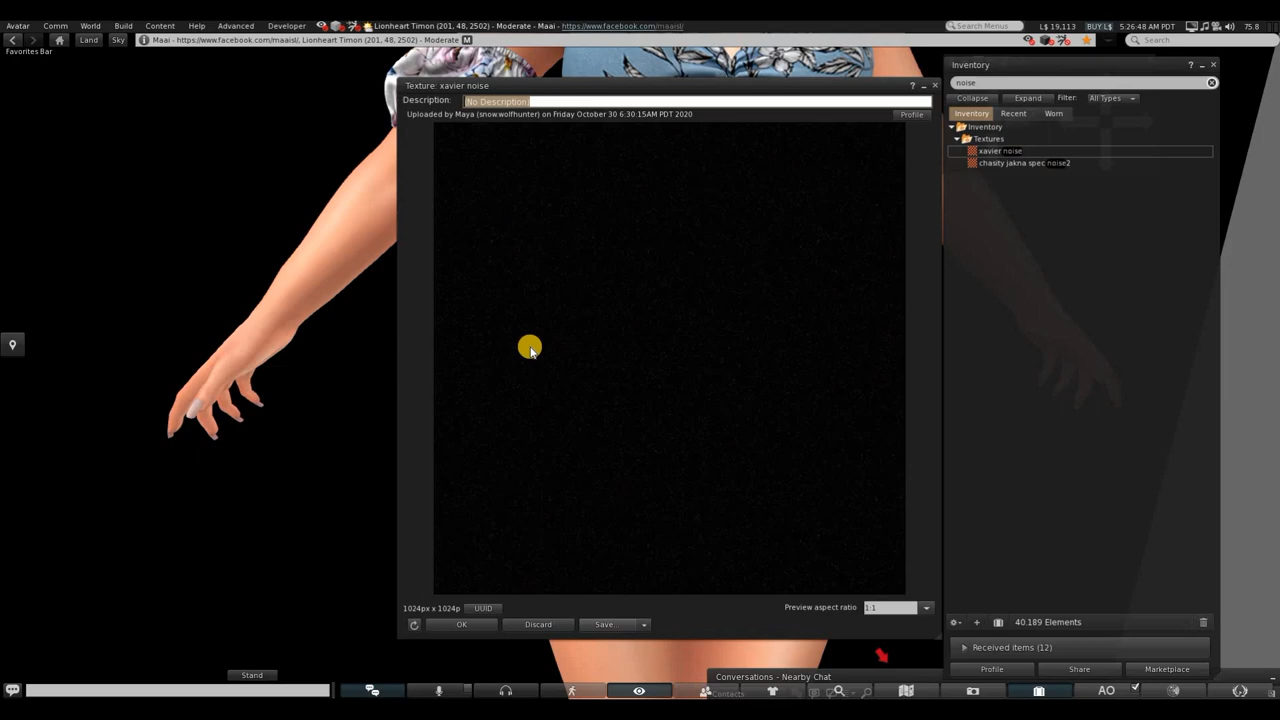 Avatar Comm World Build Content Help Advanced Developer Lionheart Timon (201, 48, 2502) - Moderate - Maai - https://www.facebook.com/maaisl/ Search Menus L$ 19,113 BUY L$ 5:26:48 AM PDT 75.8
Land Sky Maai - https://www.facebook.com/maaisl/, Lionheart Timon (201, 48, 2502) - Moderate M Search
Favorites Bar
Texture: xavier noise
Description: (No Description)
Uploaded by Maya (snow.wolfhunter) on Friday October 30 6:30:15AM PDT 2020 Profile
1024px x 1024p UUID Preview aspect ratio 1:1
OK Discard Save...
Inventory
noise
Collapse Expand Filter: All Types
Inventory Recent Worn
Inventory
Textures
xavier noise
chasity jakna spec noise2
40.189 Elements
Received items (12)
Profile Share Marketplace
Stand
Conversations - Nearby Chat
Contacts
AO